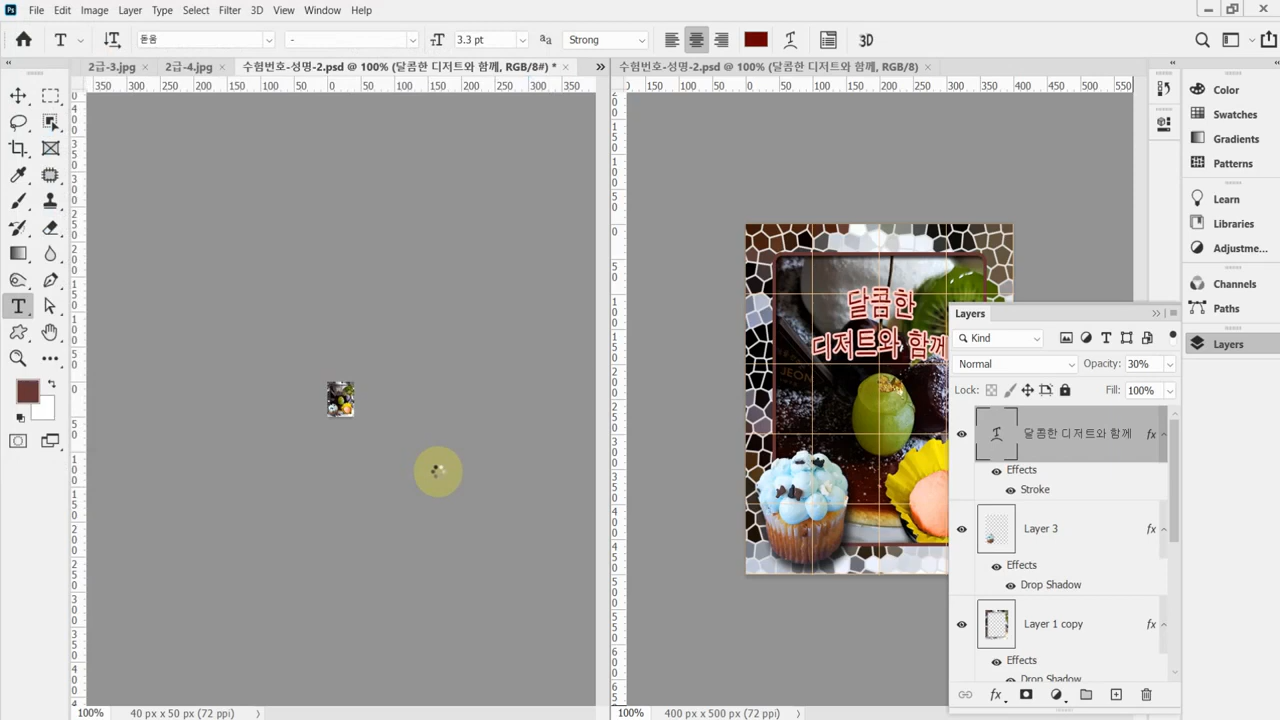 Ps File Edit Image Layer Type Select Filter 3D View Window Help
돋움 - 3.3 pt Strong 3D
2급-3.jpg 2급-4.jpg 수험번호-성명-2.psd @ 100% (달콤한 디저트와 함께, RGB/8#) * 수험번호-성명-2.psd @ 100% (달콤한 디저트와 함께, RGB/8)
350 300 250 200 150 100 50 0 50 100 150 200 250 300 350
0 150 100 50 0 50 100 150 200 250 300 350 400 450 500 550
Color
Swatches
Gradients
Patterns
Learn
Libraries
Adjustme...
Channels
Paths
Layers
달콤한
디저트와 함께
JEON
Layers
Kind
Normal Opacity: 30%
Lock: Fill: 100%
달콤한 디저트와 함께 fx
Effects
Stroke
Layer 3 fx
Effects
Drop Shadow
Layer 1 copy fx
Effects
Drop Shadow
fx
100% 40 px x 50 px (72 ppi)
100% 400 px x 500 px (72 ppi)